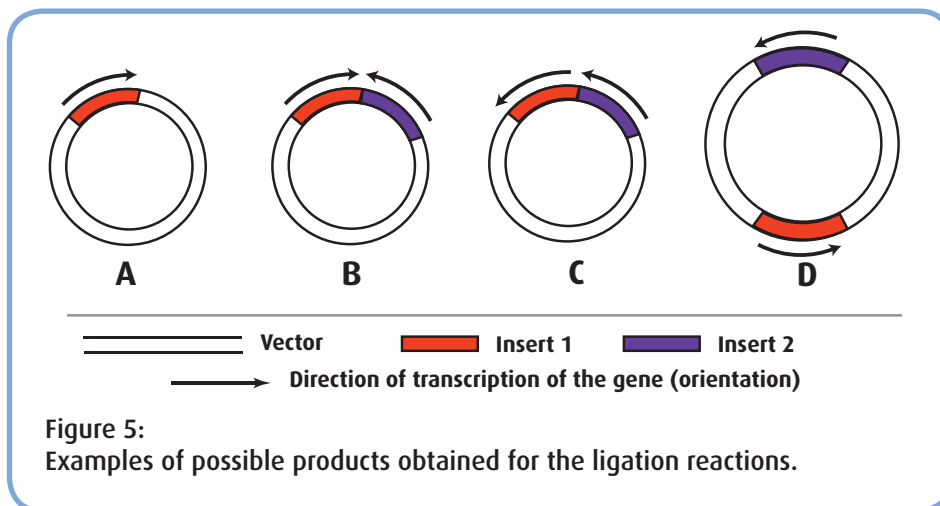 A
B
C
D
Vector
Insert 1
Insert 2
Direction of transcription of the gene (orientation)
Figure 5:
Examples of possible products obtained for the ligation reactions.